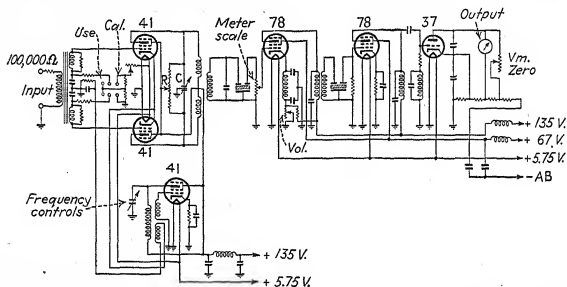 41
78
78
37
Output
Use
Cal.
Meter
scale
100,000Ω
Input
R
C
Vm.
Zero
41
Vol.
+ 135 V.
+ 67 V.
+ 5.75 V.
- AB
41
Frequency
controls
+ 135 V.
+ 5.75 V.